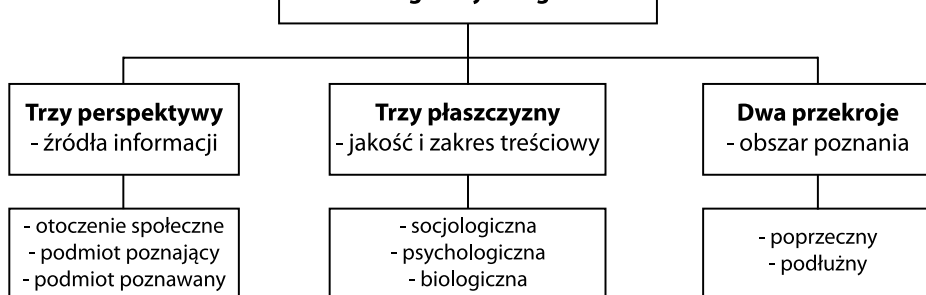 Trzy perspektywy
- źródła informacji
Trzy płaszczyzny
- jakość i zakres treściowy
Dwa przekroje
- obszar poznania
- otoczenie społeczne
- podmiot poznający
- podmiot poznawany
- socjologiczna
- psychologiczna
- biologiczna
- poprzeczny
- podłużny